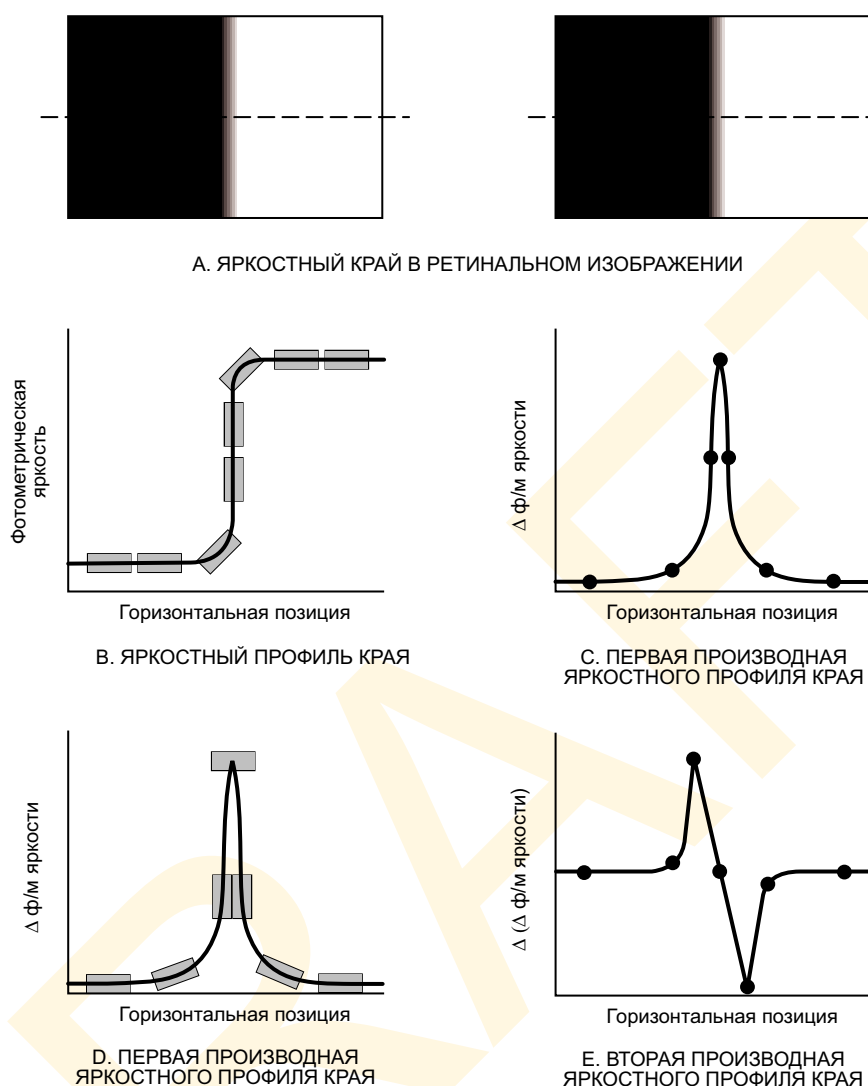 А. ЯРКОСТНЫЙ КРАЙ В РЕТИНАЛЬНОМ ИЗОБРАЖЕНИИ
Фотометрическая
яркость
Горизонтальная позиция
В. ЯРКОСТНЫЙ ПРОФИЛЬ КРАЯ
Δ ф/м яркости
Горизонтальная позиция
С. ПЕРВАЯ ПРОИЗВОДНАЯ
ЯРКОСТНОГО ПРОФИЛЯ КРАЯ
Δ ф/м яркости
Горизонтальная позиция
D. ПЕРВАЯ ПРОИЗВОДНАЯ
ЯРКОСТНОГО ПРОФИЛЯ КРАЯ
Δ (Δ ф/м яркости)
Горизонтальная позиция
Е. ВТОРАЯ ПРОИЗВОДНАЯ
ЯРКОСТНОГО ПРОФИЛЯ КРАЯ